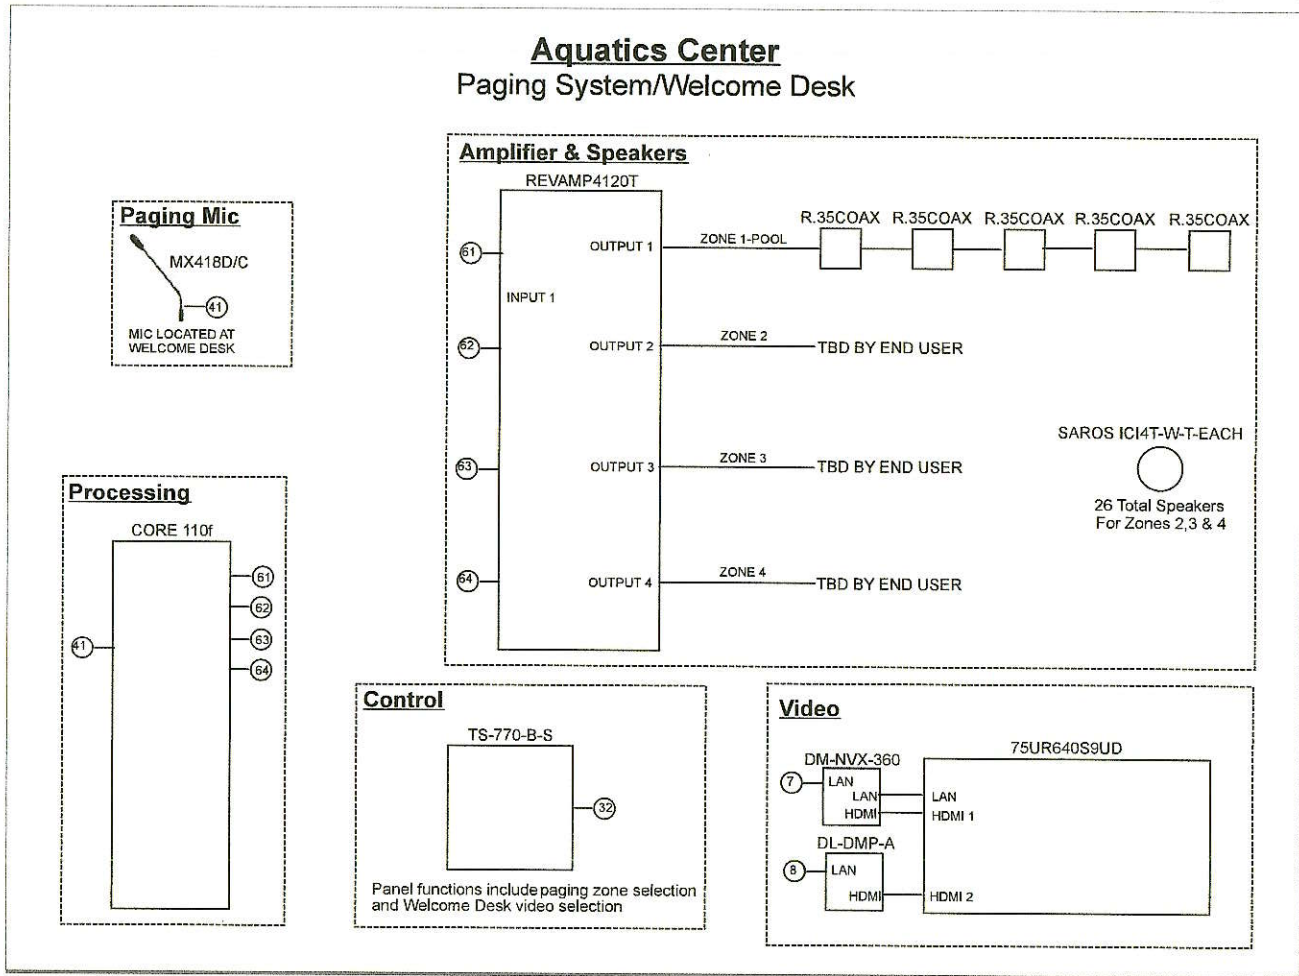 Aquatics Center
Paging System/Welcome Desk
Paging Mic
MX418D/C
41
MIC LOCATED AT
WELCOME DESK
Amplifier & Speakers
REVAMP4120T
61
INPUT 1
62
63
64
OUTPUT 1
OUTPUT 2
OUTPUT 3
OUTPUT 4
ZONE 1-POOL
R.35COAX R.35COAX R.35COAX R.35COAX R.35COAX
ZONE 2
TBD BY END USER
ZONE 3
TBD BY END USER
ZONE 4
TBD BY END USER
SAROS ICI4T-W-T-EACH
26 Total Speakers
For Zones 2,3 & 4
Processing
CORE 110f
41
61
62
63
64
Control
TS-770-B-S
32
Panel functions include paging zone selection
and Welcome Desk video selection
Video
DM-NVX-360
7
LAN
LAN
HDMI
DL-DMP-A
8
LAN
HDMI
75UR640S9UD
LAN
HDMI 1
HDMI 2